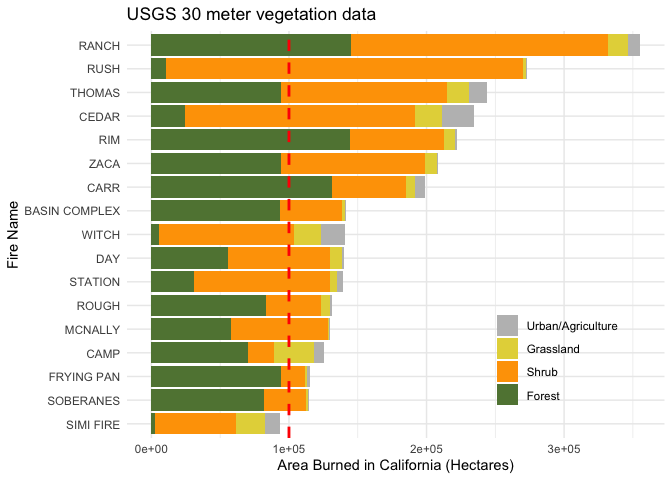 USGS 30 meter vegetation data
RANCH
RUSH
THOMAS
CEDAR
RIM
ZACA
CARR
BASIN COMPLEX
WITCH
DAY
STATION
ROUGH
MCNALLY
CAMP
FRYING PAN
SOBERANES
SIMI FIRE
Fire Name
Urban/Agriculture
Grassland
Shrub
Forest
0e+00 1e+05 2e+05 3e+05
Area Burned in California (Hectares)